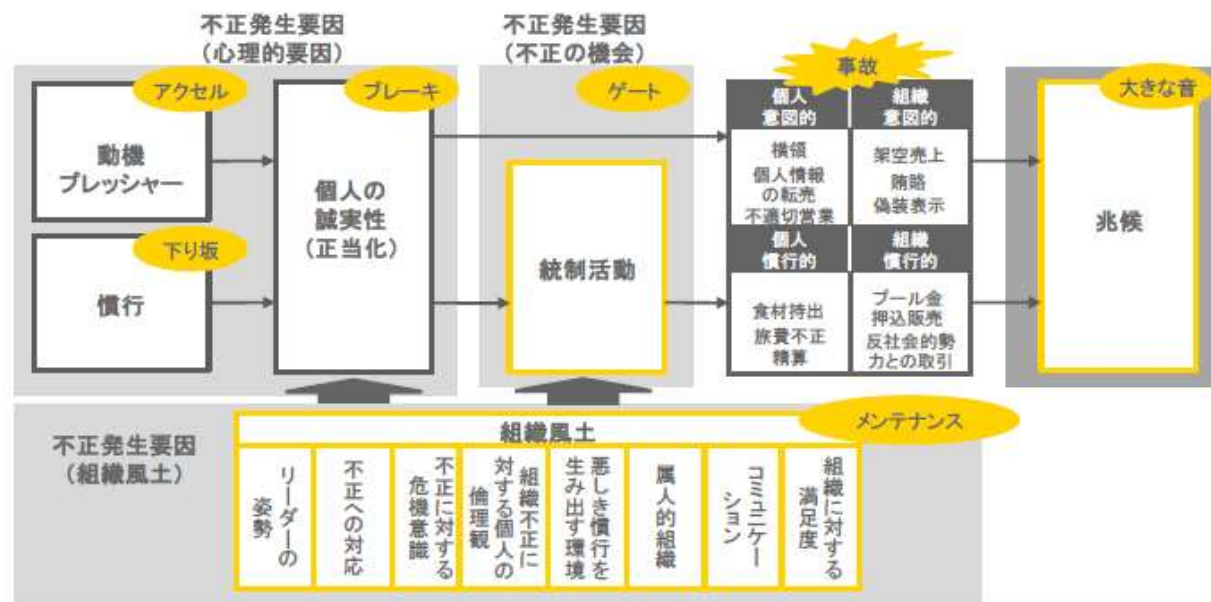 不正発生要因
（心理的要因）
不正発生要因
（不正の機会）
アクセル
動機
プレッシャー
下り坂
慣行
ブレーキ
個人の
誠実性
（正当化）
ゲート
統制活動
事故
個人
意図的
組織
意図的
横領
個人情報
の転売
不適切営業
架空売上
賄賂
偽装表示
個人
慣行的
組織
慣行的
食材持出
旅費不正
精算
プール金
押込販売
反社会的勢
力との取引
大きな音
兆候
不正発生要因
（組織風土）
メンテナンス
組織風土
リーダーの
姿勢
不正への対応
不正に対する
危機意識
組織不正に
対する個人の
倫理観
悪しき慣行を
生み出す環境
属人的組織
コミュニケー
ション
組織に対する
満足度